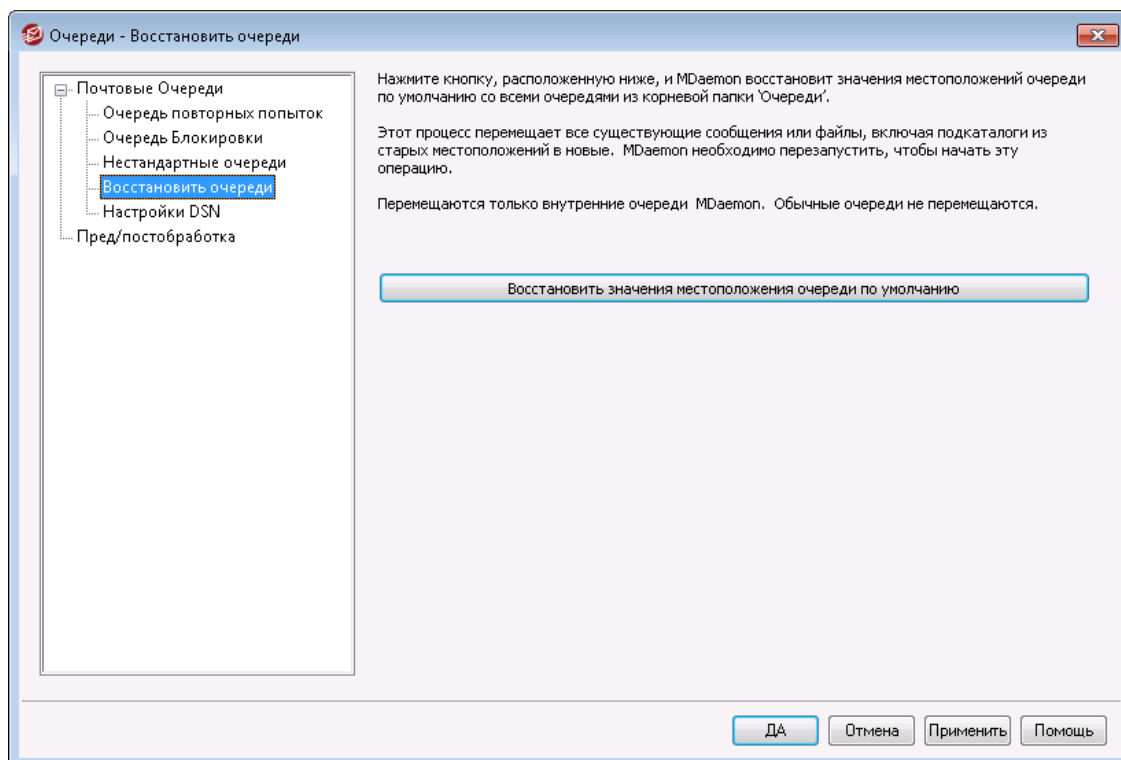 Очереди - Восстановить очереди
Почтовые Очереди
Очередь повторных попыток
Очередь Блокировки
Нестандартные очереди
Восстановить очереди
Настройки DSN
Пред/постобработка
Нажмите кнопку, расположенную ниже, и MDaemon восстановит значения местоположений очереди
по умолчанию со всеми очередями из корневой папки 'Очереди'.
Этот процесс перемещает все существующие сообщения или файлы, включая подкаталоги из
старых местоположений в новые.  MDaemon необходимо перезапустить, чтобы начать эту
операцию.
Перемещаются только внутренние очереди  MDaemon.  Обычные очереди не перемещаются.
Восстановить значения местоположения очереди по умолчанию
ДА
Отмена
Применить
Помощь